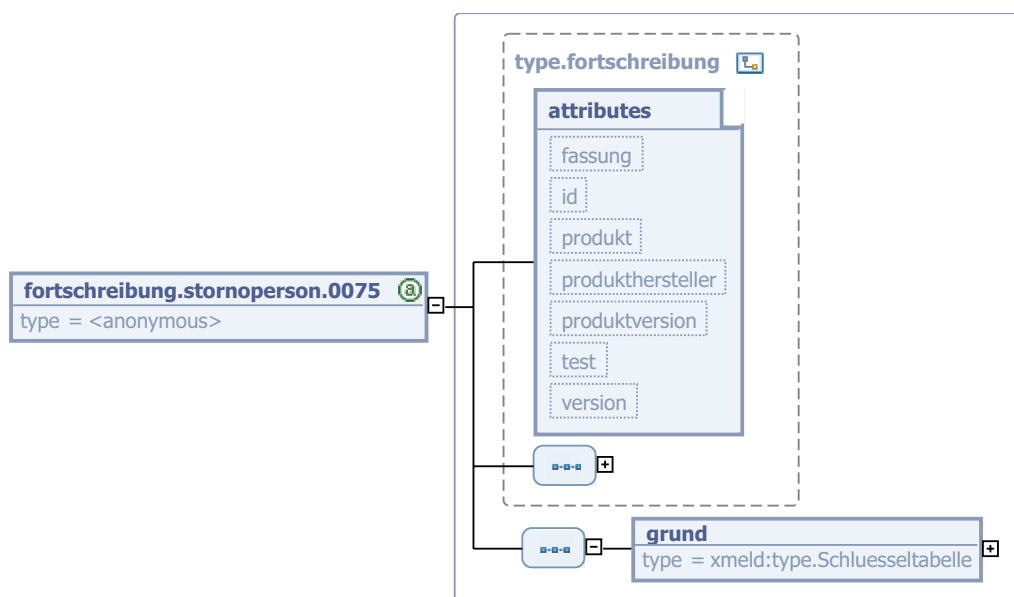 type.fortschreibung
attributes
fassung
id
produkt
produkthersteller
produktversion
test
version
fortschreibung.stornoperson.0075
type = <anonymous>
grund
type = xmeld:type.Schluesseltabelle